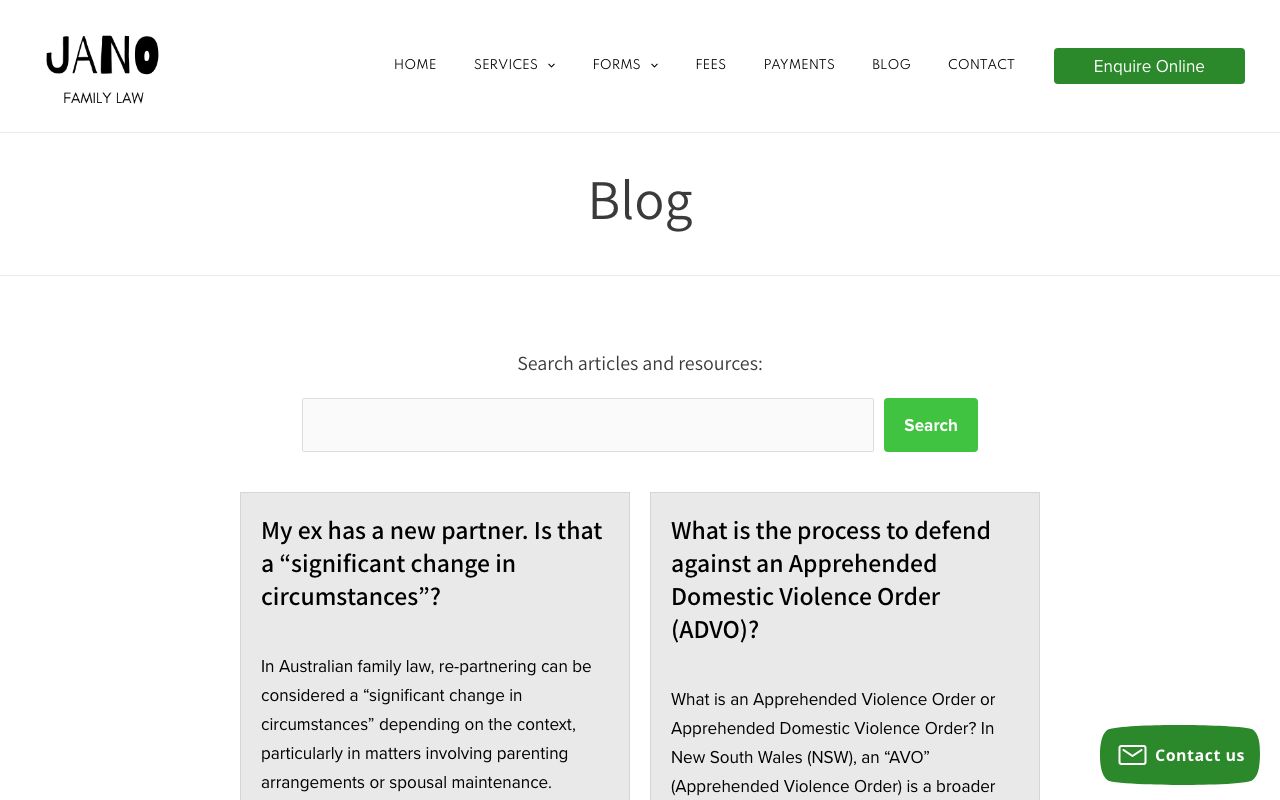 JANO
FAMILY LAW
HOME
SERVICES
FORMS
FEES
PAYMENTS
BLOG
CONTACT
Enquire Online
Blog
Search articles and resources:
Search
My ex has a new partner. Is that
a “significant change in
circumstances”?
In Australian family law, re-partnering can be
considered a “significant change in
circumstances” depending on the context,
particularly in matters involving parenting
arrangements or spousal maintenance.
What is the process to defend
against an Apprehended
Domestic Violence Order
(ADVO)?
What is an Apprehended Violence Order or
Apprehended Domestic Violence Order? In
New South Wales (NSW), an “AVO”
(Apprehended Violence Order) is a broader
Contact us